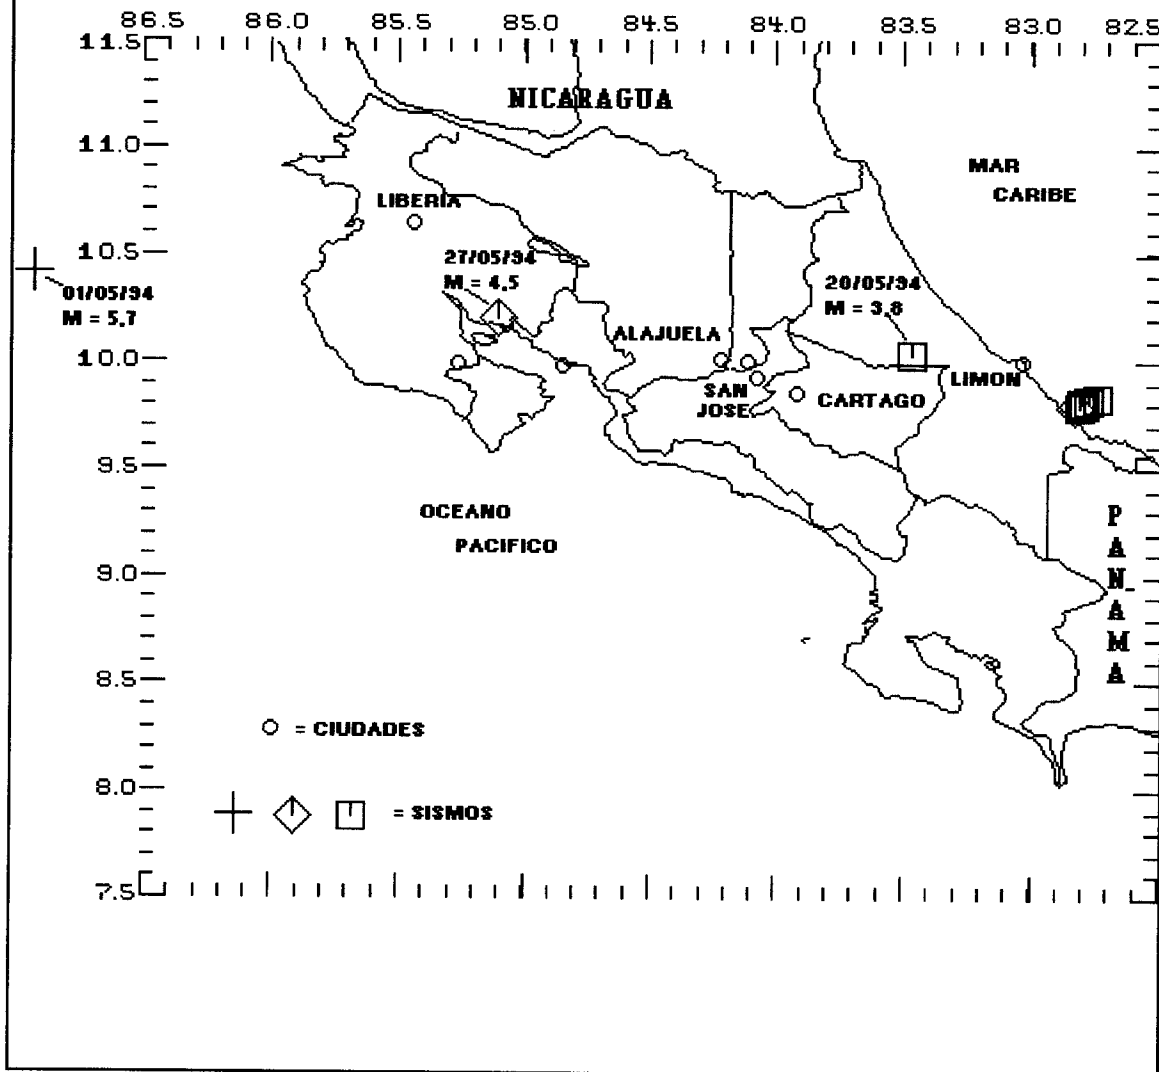 86.5 86.0 85.5 85.0 84.5 84.0 83.5 83.0 82.5
11.5
NICARAGUA
11.0
MAR
CARIBE
LIBERIA
10.5
27/05/94
M = 4,5
20/05/94
M = 3,8
01/05/94
M = 5,7
ALAJUELA
10.0
LIMON
SAN
JOSE
CARTAGO
9.5
OCEANO
PACIFICO
PANAMA
9.0
8.5
= CIUDADES
8.0
= SISMOS
7.5